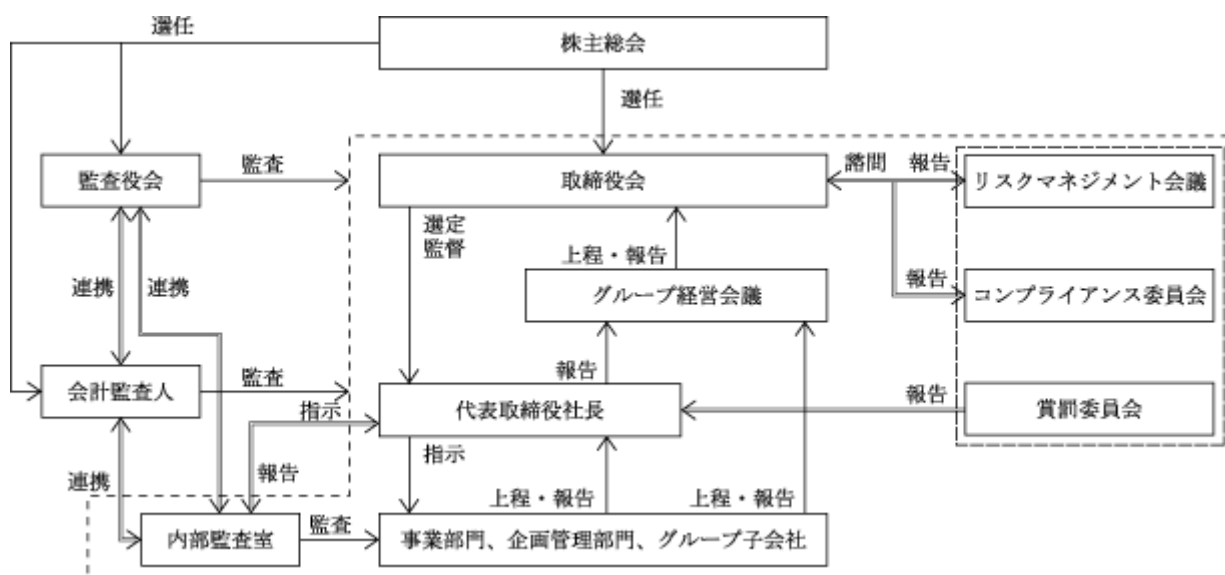 選任
株主総会
選任
監査役会
監査
取締役会
諮問
報告
リスクマネジメント会議
選定
監督
上程・報告
連携
連携
グループ経営会議
報告
コンプライアンス委員会
会計監査人
監査
報告
代表取締役社長
報告
賞罰委員会
指示
指示
連携
報告
上程・報告
上程・報告
内部監査室
監査
事業部門、企画管理部門、グループ子会社